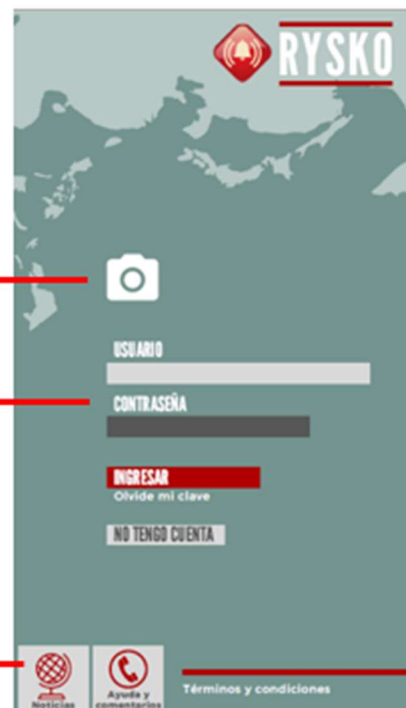 RYSKO
USUARIO
CONTRASEÑA
INGRESAR
Olvide mi clave
NO TENGO CUENTA
Noticias
Ayuda y
comentarios
Términos y condiciones